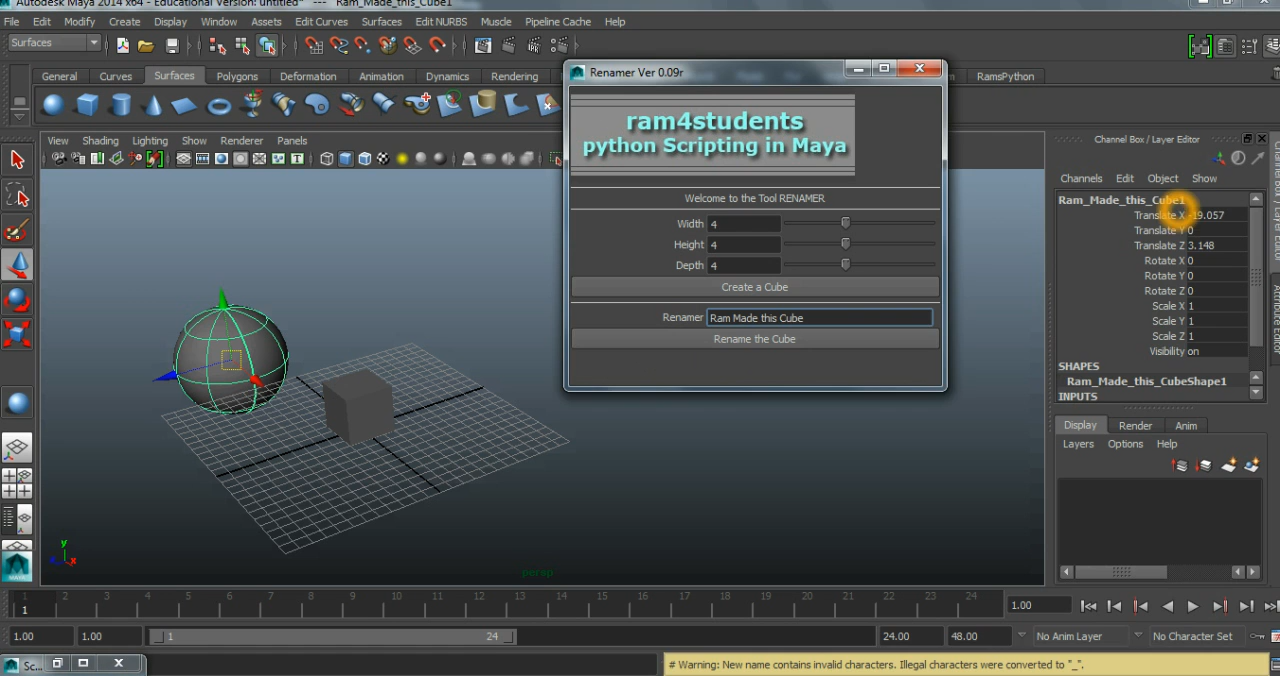 Autodesk Maya 2014 x64 - Educational Version: untitled* --- Ram_Made_this_Cube1
File Edit Modify Create Display Window Assets Edit Curves Surfaces Edit NURBS Muscle Pipeline Cache Help
Surfaces
General Curves Surfaces Polygons Deformation Animation Dynamics Rendering RamsPython
Renamer Ver 0.09r
ram4students
python Scripting in Maya
Welcome to the Tool RENAMER
Width 4
Height 4
Depth 4
Create a Cube
Renamer Ram Made this Cube
Rename the Cube
View Shading Lighting Show Renderer Panels
persp
y
x
Channel Box / Layer Editor
Channels Edit Object Show
Ram_Made_this_Cube1
Translate X -19.057
Translate Y 0
Translate Z 3.148
Rotate X 0
Rotate Y 0
Rotate Z 0
Scale X 1
Scale Y 1
Scale Z 1
Visibility on
SHAPES
Ram_Made_this_CubeShape1
INPUTS
Display Render Anim
Layers Options Help
Channel Box / Layer Editor
Attribute Editor
1 2 3 4 5 6 7 8 9 10 11 12 13 14 15 16 17 18 19 20 21 22 23 24
1
1.00
1.00 1.00 1 24 24.00 48.00 No Anim Layer No Character Set
MAYA
Sc...
# Warning: New name contains invalid characters. Illegal characters were converted to "_".